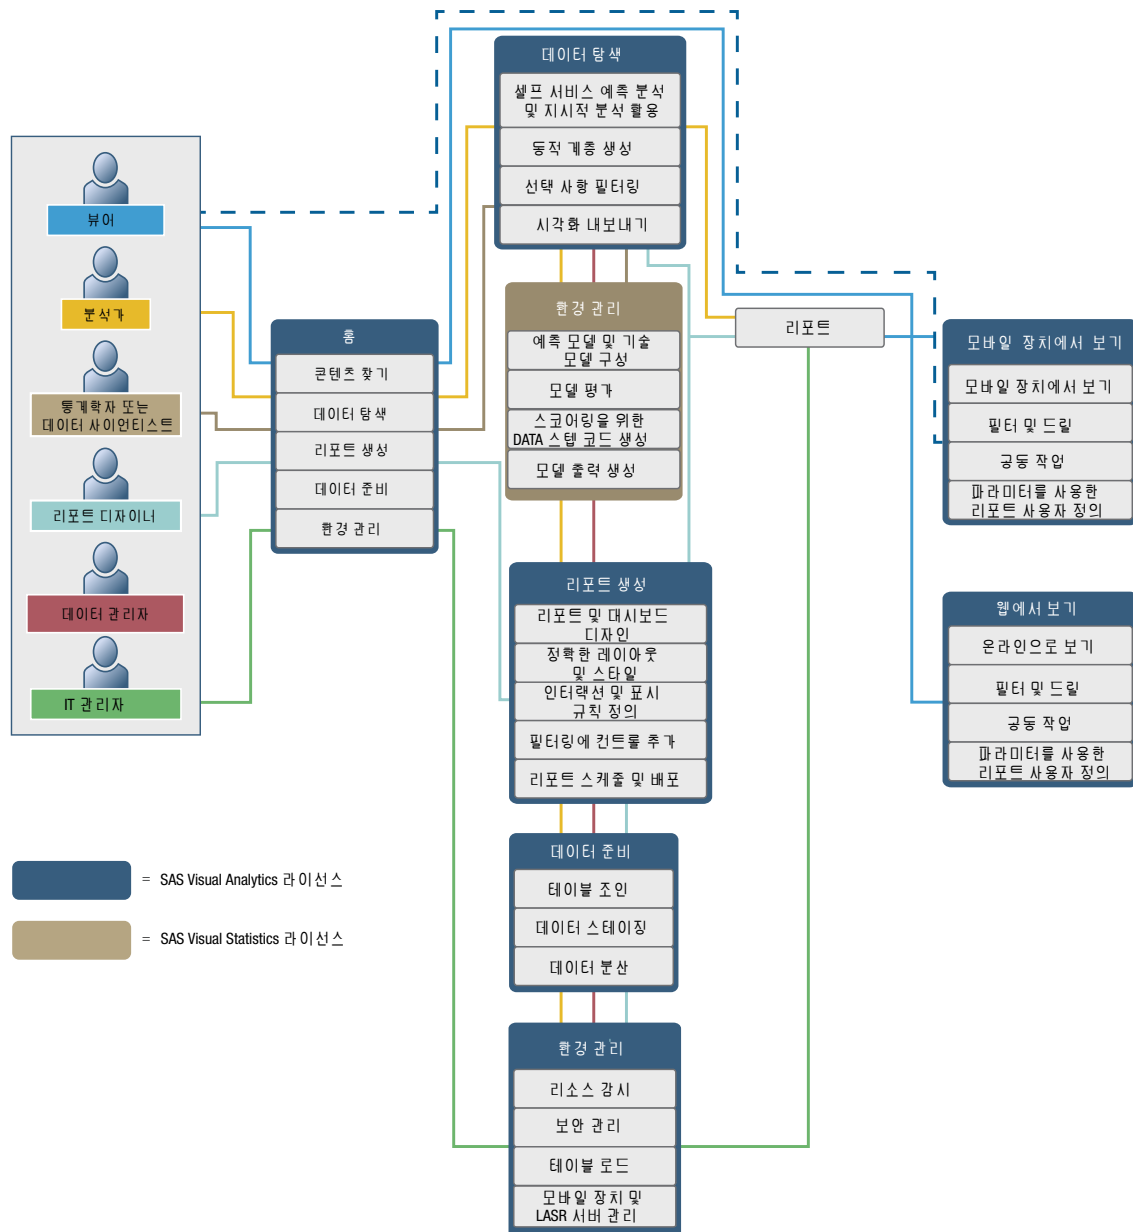 뷰어
분석가
통계학자 또는
데이터 사이언티스트
리포트 디자이너
데이터 관리자
IT 관리자
홈
콘텐츠 찾기
데이터 탐색
리포트 생성
데이터 준비
환경 관리
데이터 탐색
셀프 서비스 예측 분석
및 지시적 분석 활용
동적 계층 생성
선택 사항 필터링
시각화 내보내기
환경 관리
예측 모델 및 기술
모델 구성
모델 평가
스코어링을 위한
DATA 스텝 코드 생성
모델 출력 생성
리포트 생성
리포트 및 대시보드
디자인
정확한 레이아웃
및 스타일
인터랙션 및 표시
규칙 정의
필터링에 컨트롤 추가
리포트 스케줄 및 배포
데이터 준비
테이블 조인
데이터 스테이징
데이터 분산
환경 관리
리소스 감시
보안 관리
테이블 로드
모바일 장치 및
LASR 서버 관리
리포트
모바일 장치에서 보기
모바일 장치에서 보기
필터 및 드릴
공동 작업
파라미터를 사용한
리포트 사용자 정의
웹에서 보기
온라인으로 보기
필터 및 드릴
공동 작업
파라미터를 사용한
리포트 사용자 정의
= SAS Visual Analytics 라이선스
= SAS Visual Statistics 라이선스